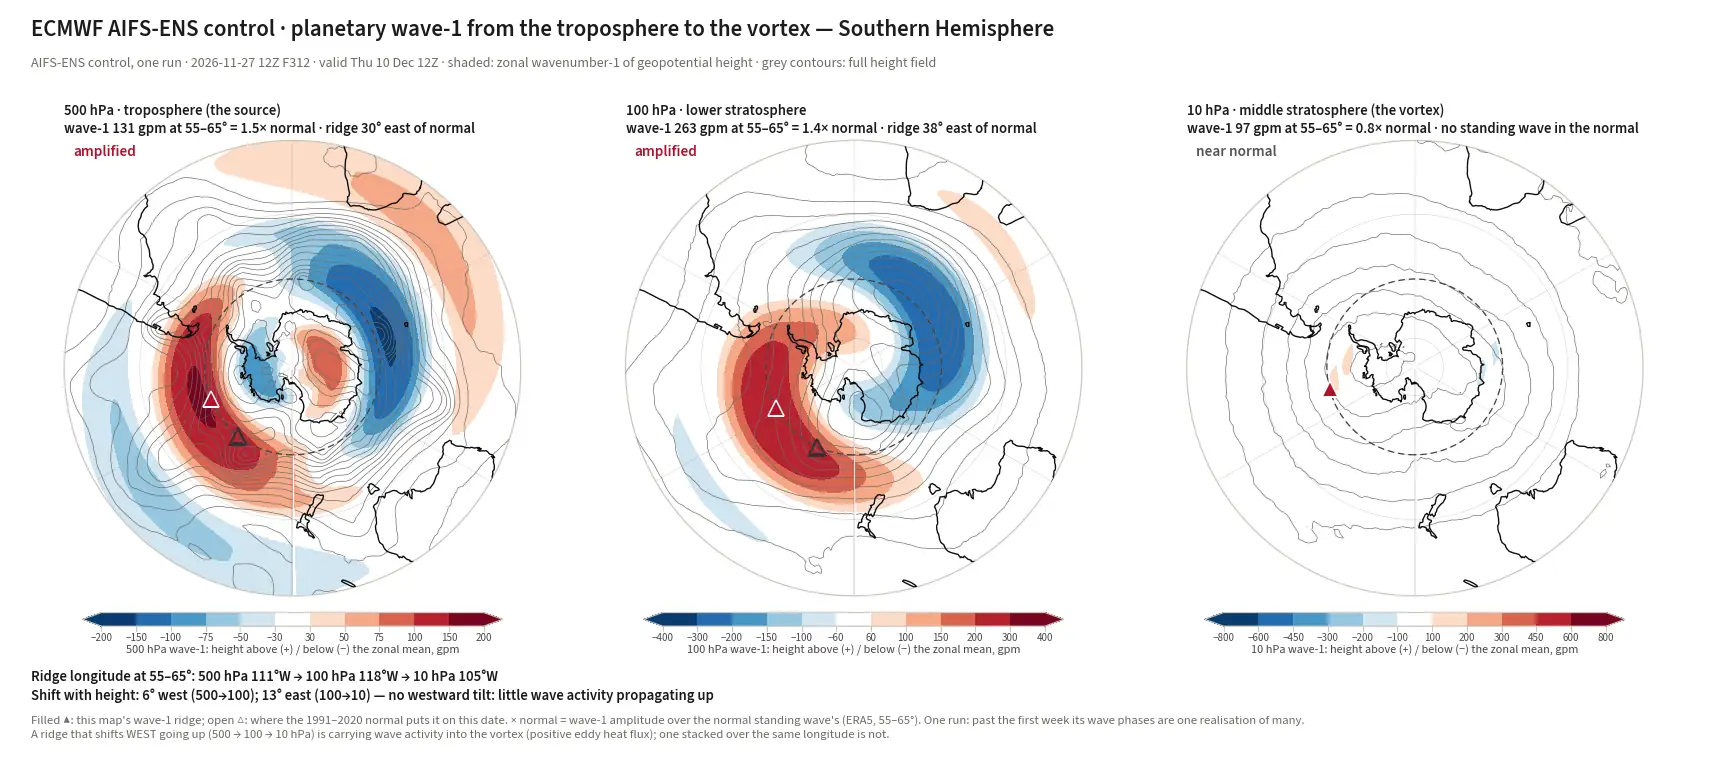 ECMWF AIFS-ENS control · planetary wave-1 from the troposphere to the vortex — Southern Hemisphere
AIFS-ENS control, one run · 2026-11-27 12Z F312 · valid Thu 10 Dec 12Z · shaded: zonal wavenumber-1 of geopotential height · grey contours: full height field
500 hPa · troposphere (the source)
wave-1 131 gpm at 55–65° = 1.5× normal · ridge 30° east of normal
amplified
100 hPa · lower stratosphere
wave-1 263 gpm at 55–65° = 1.4× normal · ridge 38° east of normal
amplified
10 hPa · middle stratosphere (the vortex)
wave-1 97 gpm at 55–65° = 0.8× normal · no standing wave in the normal
near normal
−200 −150 −100 −75 −50 −30 30 50 75 100 150 200
500 hPa wave-1: height above (+) / below (−) the zonal mean, gpm
−400 −300 −200 −150 −100 −60 60 100 150 200 300 400
100 hPa wave-1: height above (+) / below (−) the zonal mean, gpm
−800 −600 −450 −300 −200 −100 100 200 300 450 600 800
10 hPa wave-1: height above (+) / below (−) the zonal mean, gpm
Ridge longitude at 55–65°: 500 hPa 111°W → 100 hPa 118°W → 10 hPa 105°W
Shift with height: 6° west (500→100); 13° east (100→10) — no westward tilt: little wave activity propagating up
Filled ▲: this map's wave-1 ridge; open △: where the 1991–2020 normal puts it on this date. × normal = wave-1 amplitude over the normal standing wave's (ERA5, 55–65°). One run: past the first week its wave phases are one realisation of many.
A ridge that shifts WEST going up (500 → 100 → 10 hPa) is carrying wave activity into the vortex (positive eddy heat flux); one stacked over the same longitude is not.